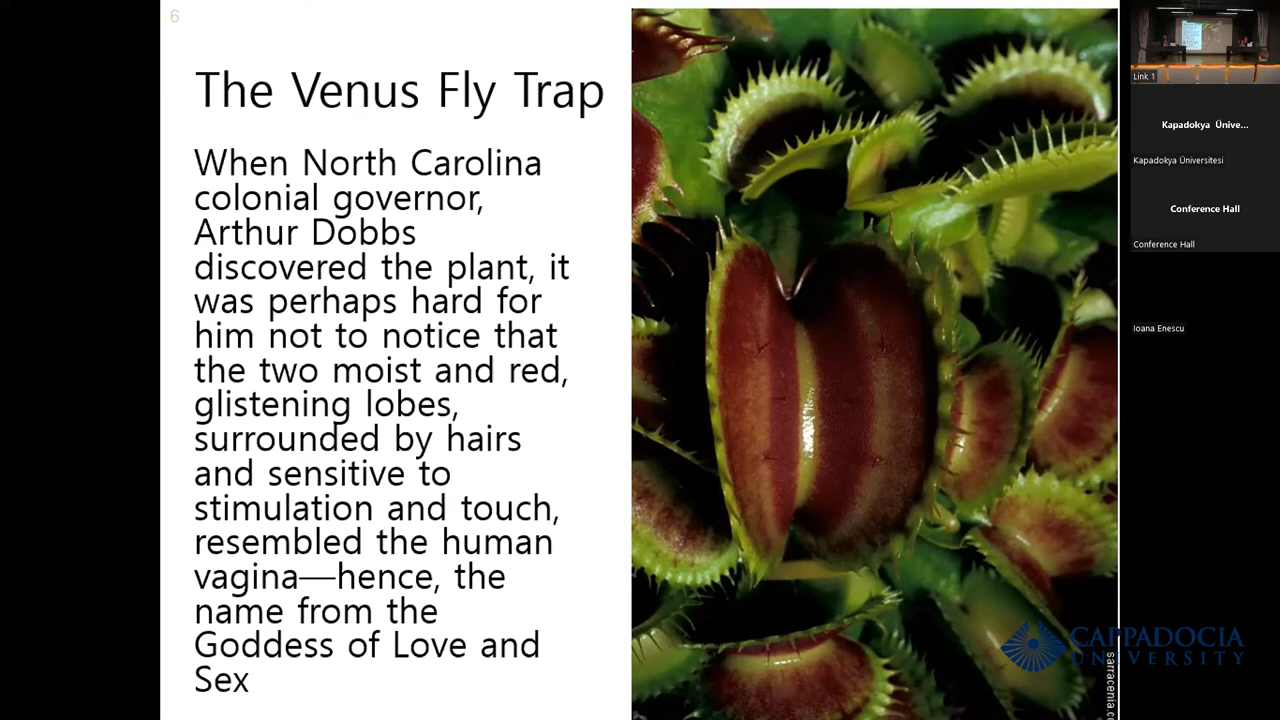 6
The Venus Fly Trap
When North Carolina
colonial governor,
Arthur Dobbs
discovered the plant, it
was perhaps hard for
him not to notice that
the two moist and red,
glistening lobes,
surrounded by hairs
and sensitive to
stimulation and touch,
resembled the human
vagina—hence, the
name from the
Goddess of Love and
Sex
sarracenia.c
Link 1
Kapadokya Ünive...
Kapadokya Üniversitesi
Conference Hall
Conference Hall
Ioana Enescu
CAPPADOCIA
UNIVERSITY